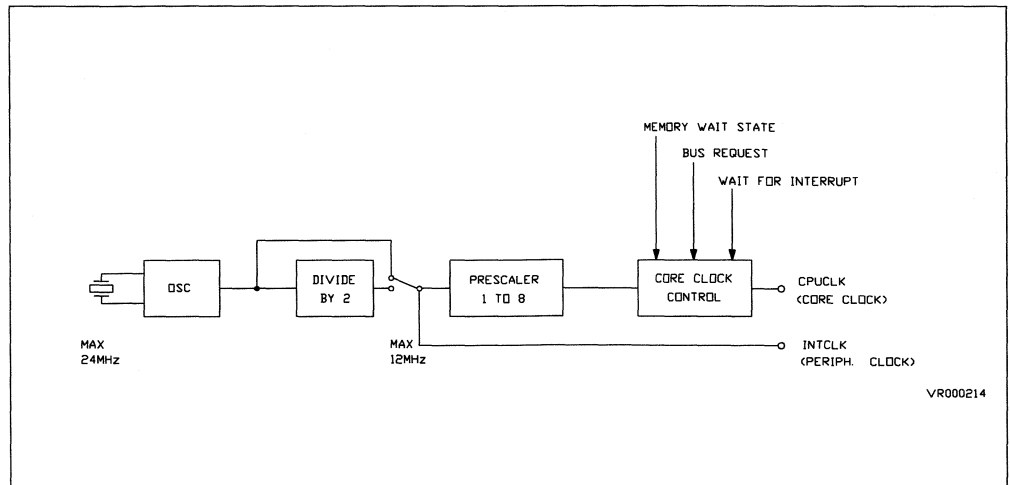 MEMORY WAIT STATE
BUS REQUEST
WAIT FOR INTERRUPT
OSC
DIVIDE
BY 2
PRESCALER
1 TO 8
CORE CLOCK
CONTROL
CPUCLK
(CORE CLOCK)
MAX
24MHz
MAX
12MHz
INTCLK
(PERIPH. CLOCK)
VR000214